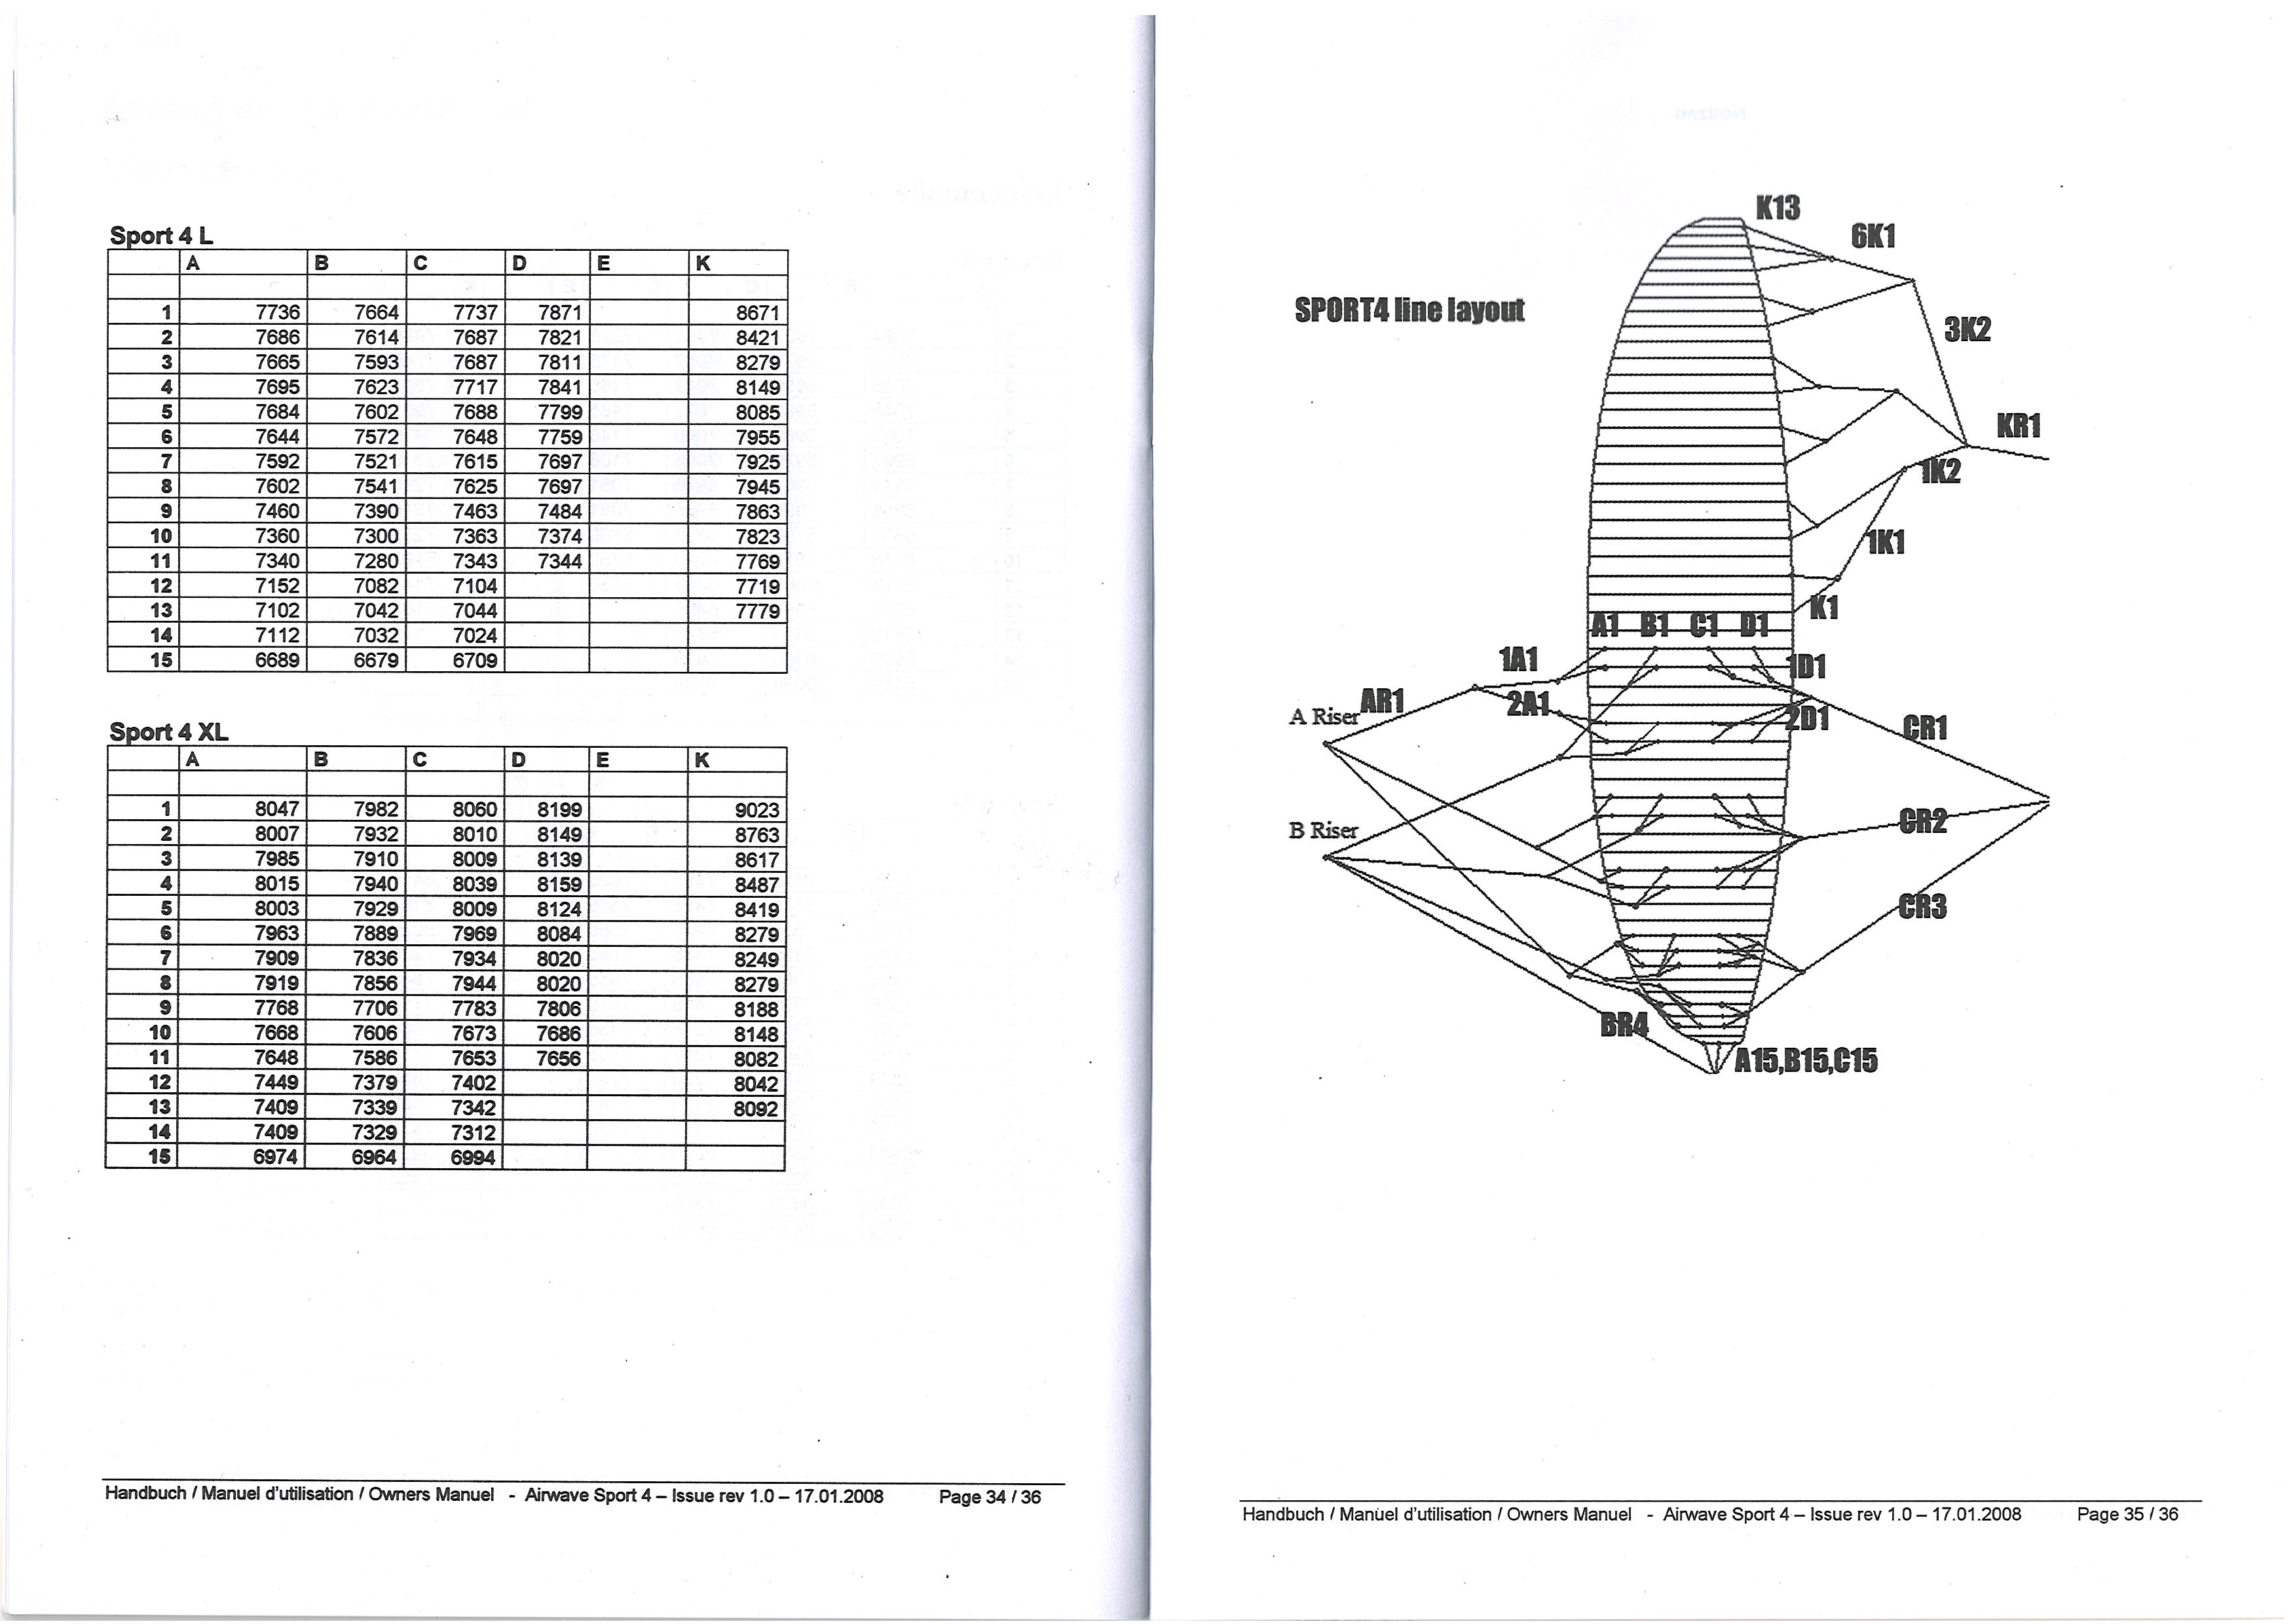 Sport 4 L
A B C D E K
1 7736 7664 7737 7871 8671
2 7686 7614 7687 7821 8421
3 7665 7593 7687 7811 8279
4 7695 7623 7717 7841 8149
5 7684 7602 7688 7799 8085
6 7644 7572 7648 7759 7955
7 7592 7521 7615 7697 7925
8 7602 7541 7625 7697 7945
9 7460 7390 7463 7484 7863
10 7360 7300 7363 7374 7823
11 7340 7280 7343 7344 7769
12 7152 7082 7104 7719
13 7102 7042 7044 7779
14 7112 7032 7024
15 6689 6679 6709
Sport 4 XL
A B C D E K
1 8047 7982 8060 8199 9023
2 8007 7932 8010 8149 8763
3 7985 7910 8009 8139 8617
4 8015 7940 8039 8159 8487
5 8003 7929 8009 8124 8419
6 7963 7889 7969 8084 8279
7 7909 7836 7934 8020 8249
8 7919 7856 7944 8020 8279
9 7768 7706 7783 7806 8188
10 7668 7606 7673 7686 8148
11 7648 7586 7653 7656 8082
12 7449 7379 7402 8042
13 7409 7339 7342 8092
14 7409 7329 7312
15 6974 6964 6994
Handbuch / Manuel d'utilisation / Owners Manuel - Airwave Sport 4 – Issue rev 1.0 – 17.01.2008 Page 34 / 36
K13
6K1
SPORT4 line layout
3K2
KR1
1K2
1K1
K1
A1 B1 C1 D1
1A1
1D1
AR1
2A1
A Riser
2D1
CR1
CR2
B Riser
CR3
BR4
A15,B15,C15
Handbuch / Manuel d'utilisation / Owners Manuel - Airwave Sport 4 – Issue rev 1.0 – 17.01.2008 Page 35 / 36